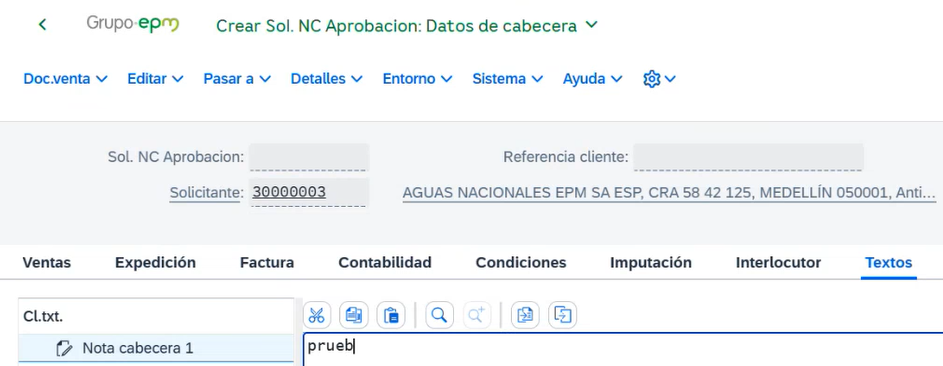 Grupo·epm Crear Sol. NC Aprobacion: Datos de cabecera
Doc.venta Editar Pasar a Detalles Entorno Sistema Ayuda
Sol. NC Aprobacion: Referencia cliente:
Solicitante: 30000003 AGUAS NACIONALES EPM SA ESP, CRA 58 42 125, MEDELLÍN 050001, Anti...
Ventas Expedición Factura Contabilidad Condiciones Imputación Interlocutor Textos
Cl.txt.
Nota cabecera 1 prueb